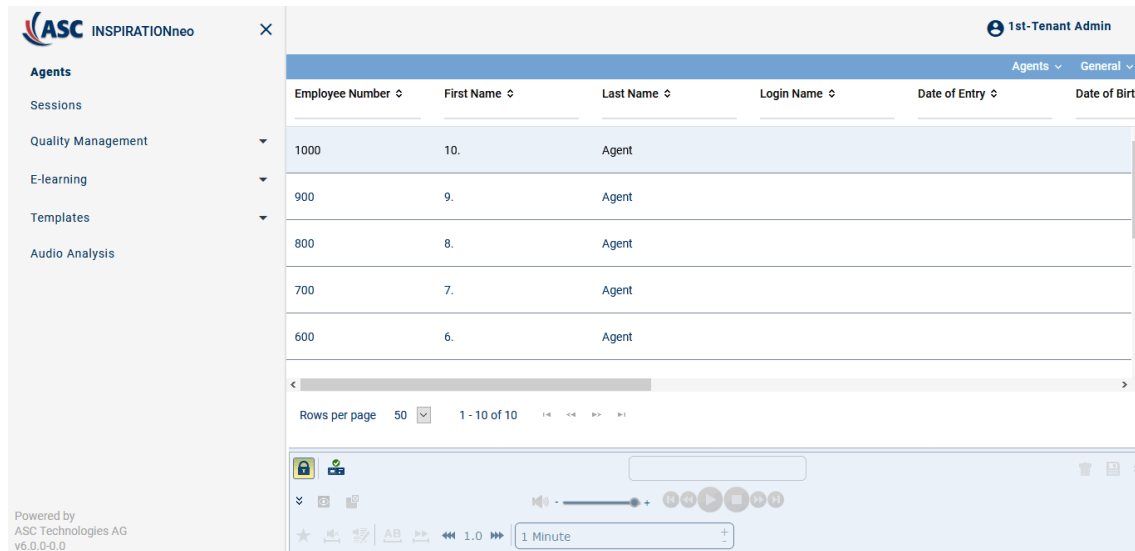 ASC INSPIRATIONneo
1st-Tenant Admin
Agents
Sessions
Quality Management
E-learning
Templates
Audio Analysis
Powered by
ASC Technologies AG
v6.0.0-0.0
Agents General
Employee Number First Name Last Name Login Name Date of Entry Date of Birt
1000 10. Agent
900 9. Agent
800 8. Agent
700 7. Agent
600 6. Agent
Rows per page 50 1 - 10 of 10
- +
AB 1.0 1 Minute + -